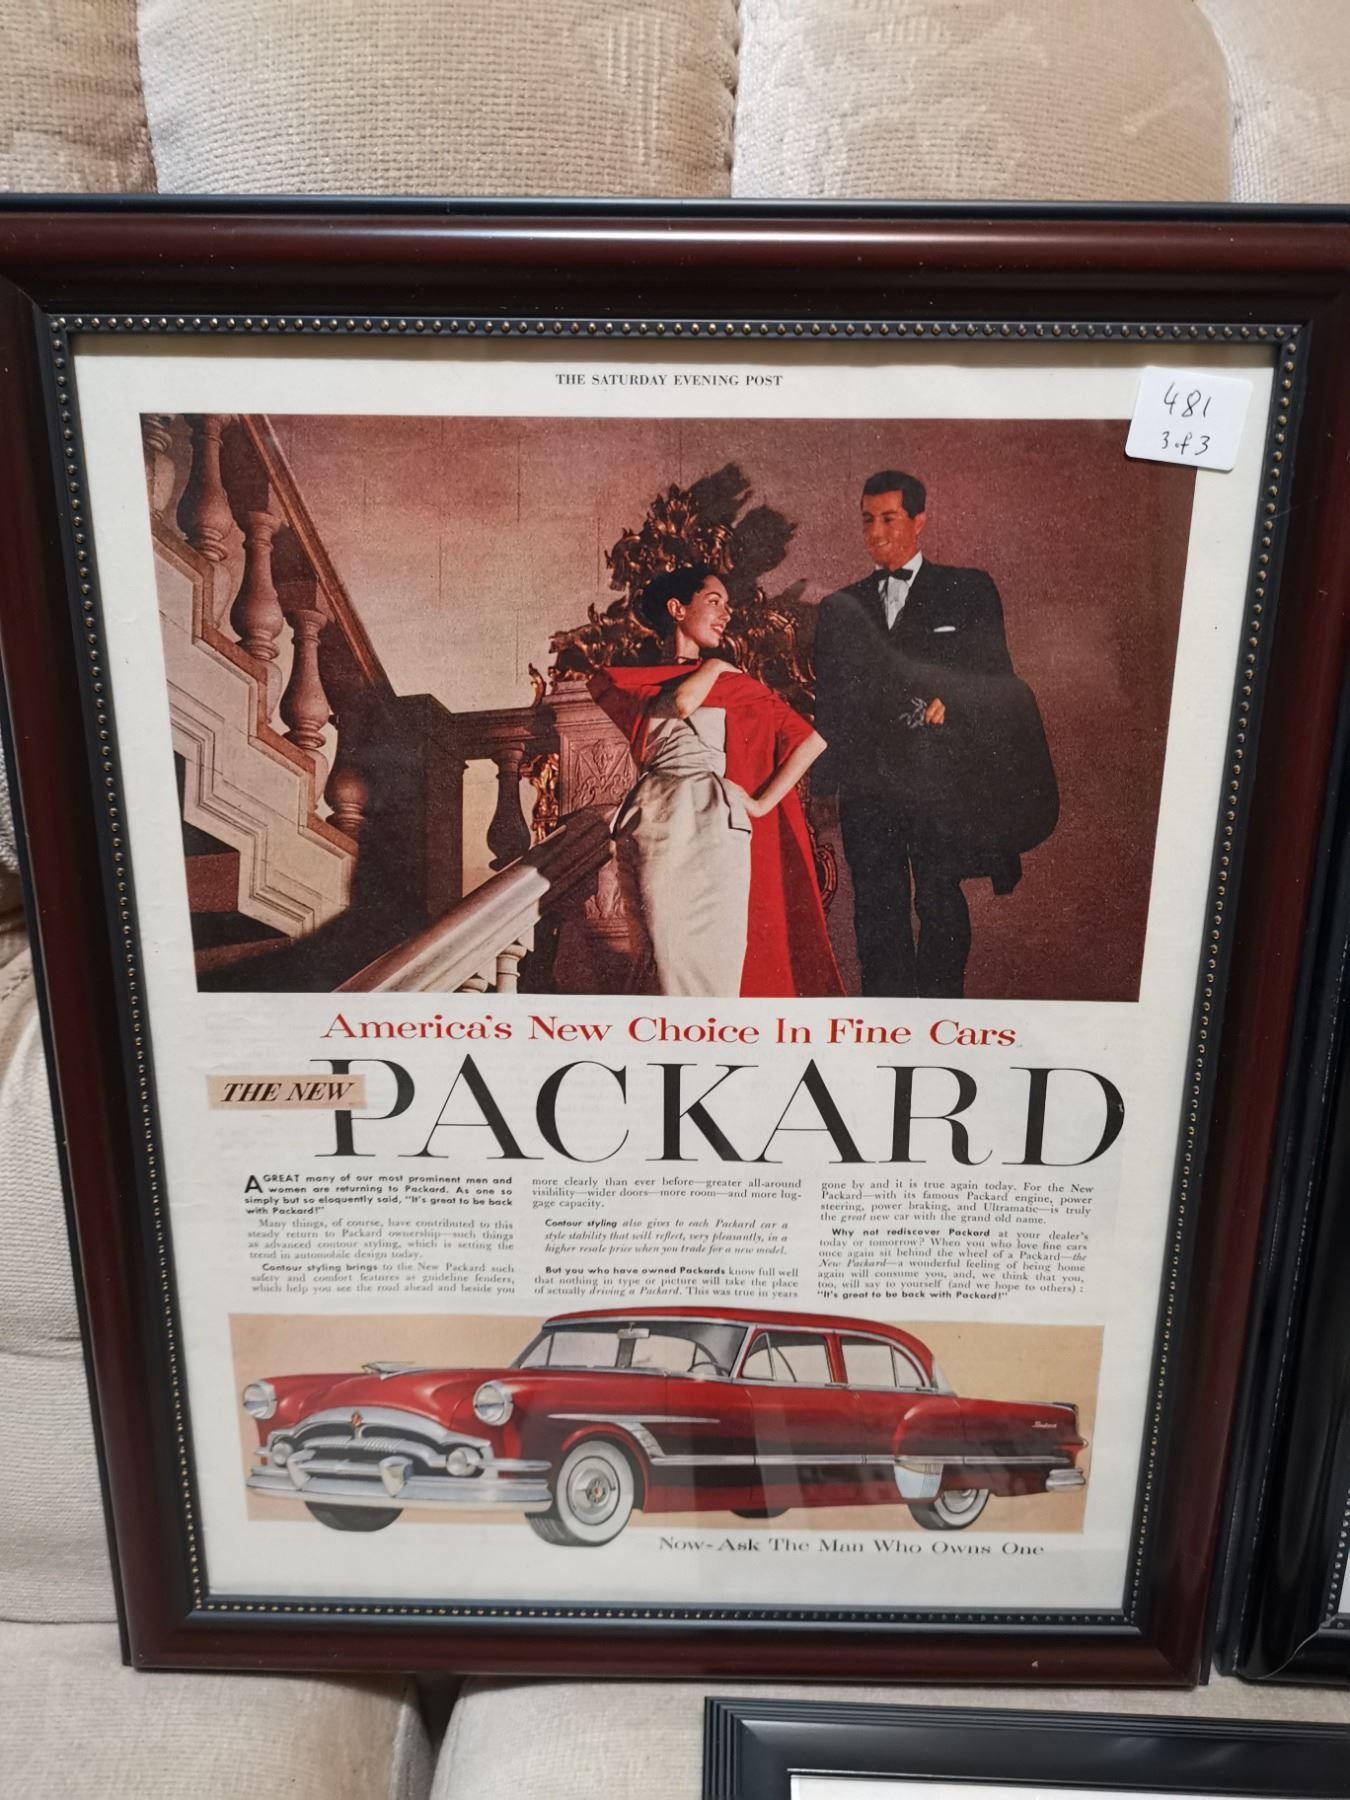 THE SATURDAY EVENING POST
481
3 of 3
America's New Choice In Fine Cars
THE NEW PACKARD
A GREAT many of our most prominent men and
women are returning to Packard. As one so
simply but so eloquently said, "It's great to be back
with Packard!"
Many things, of course, have contributed to this
steady return to Packard ownership—such things
as advanced contour styling, which is setting the
trend in automobile design today.
Contour styling brings to the New Packard such
safety and comfort features as guideline fenders,
which help you see the road ahead and beside you
more clearly than ever before—greater all-around
visibility—wider doors—more room—and more lug-
gage capacity.
Contour styling also gives to each Packard car a
style stability that will reflect, very pleasantly, in a
higher resale price when you trade for a new model.
But you who have owned Packards know full well
that nothing in type or picture will take the place
of actually driving a Packard. This was true in years
gone by and it is true again today. For the New
Packard—with its famous Packard engine, power
steering, power braking, and Ultramatic—is truly
the great new car with the grand old name.
Why not rediscover Packard at your dealer's
today or tomorrow? When you who love fine cars
once again sit behind the wheel of a Packard—the
New Packard—a wonderful feeling of being home
again will consume you, and, we think that you,
too, will say to yourself (and we hope to others):
"It's great to be back with Packard!"
Packard
Now-Ask The Man Who Owns One